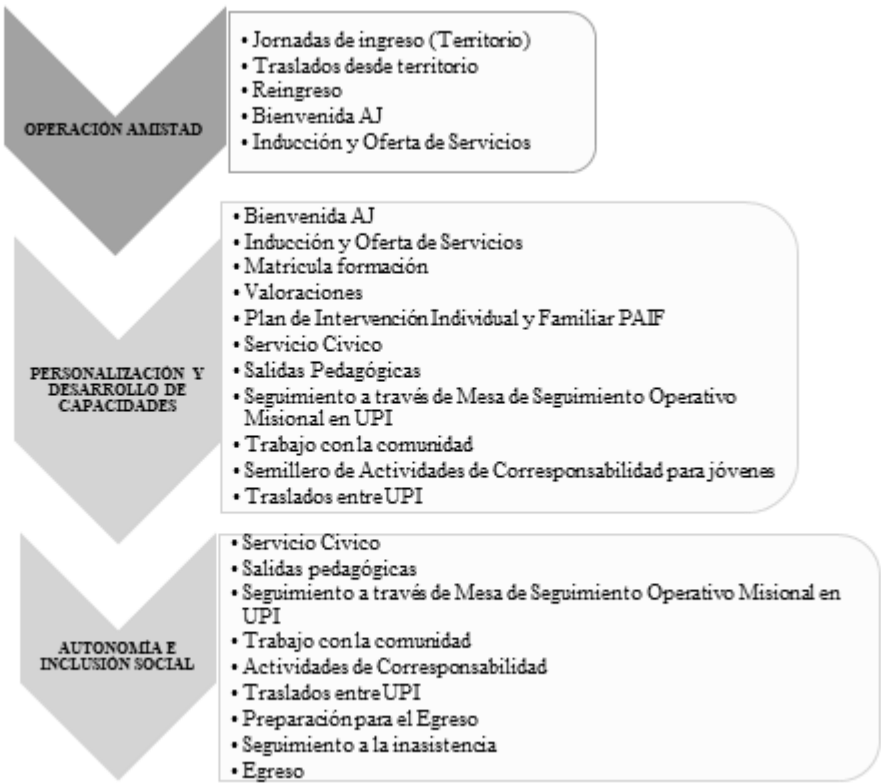 OPERACIÓN AMISTAD
• Jornadas de ingreso (Territorio)
• Traslados desde territorio
• Reingreso
• Bienvenida AJ
• Inducción y Oferta de Servicios
PERSONALIZACIÓN Y
DESARROLLO DE
CAPACIDADES
• Bienvenida AJ
• Inducción y Oferta de Servicios
• Matrícula formación
• Valoraciones
• Plan de Intervención Individual y Familiar PAIF
• Servicio Civico
• Salidas Pedagógicas
• Seguimiento a través de Mesa de Seguimiento Operativo
Misional en UPI
• Trabajo con la comunidad
• Semillero de Actividades de Corresponsabilidad para jóvenes
• Traslados entre UPI
AUTONOMÍA E
INCLUSIÓN SOCIAL
• Servicio Civico
• Salidas pedagógicas
• Seguimiento a través de Mesa de Seguimiento Operativo Misional en
UPI
• Trabajo con la comunidad
• Actividades de Corresponsabilidad
• Traslados entre UPI
• Preparación para el Egreso
• Seguimiento a la inasistencia
• Egreso